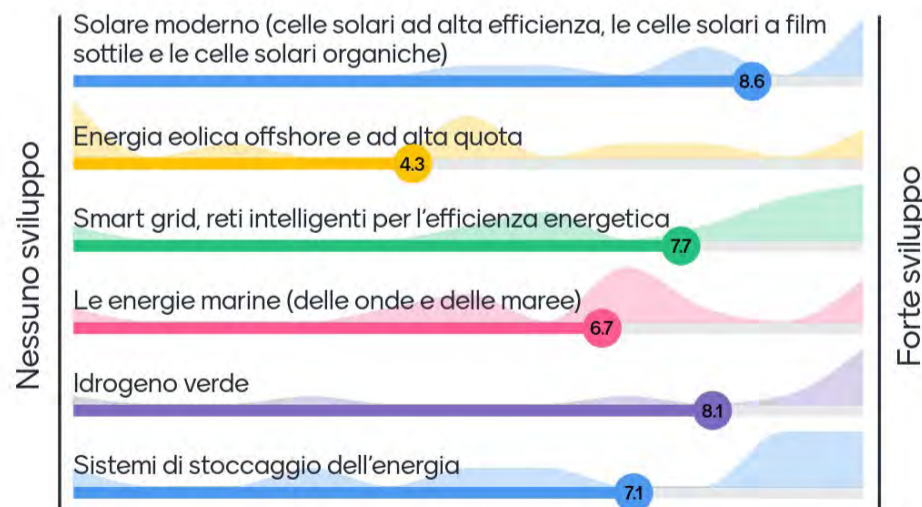 Solare moderno (celle solari ad alta efficienza, le celle solari a film
sottile e le celle solari organiche)
8.6
Energia eolica offshore e ad alta quota
4.3
Smart grid, reti intelligenti per l'efficienza energetica
7.7
Le energie marine (delle onde e delle maree)
6.7
Idrogeno verde
8.1
Sistemi di stoccaggio dell'energia
7.1
Nessuno sviluppo
Forte sviluppo